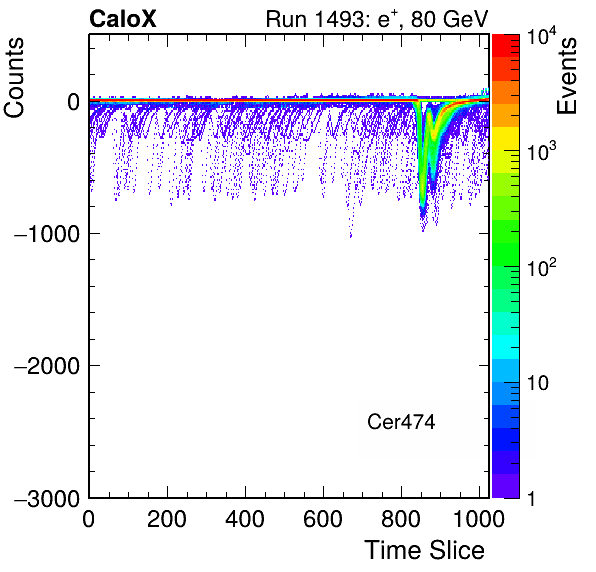 CaloX Run 1493: e⁺, 80 GeV
Counts
Events
0
−1000
−2000
−3000
0 200 400 600 800 1000
Time Slice
Cer474
10⁴
10³
10²
10
1